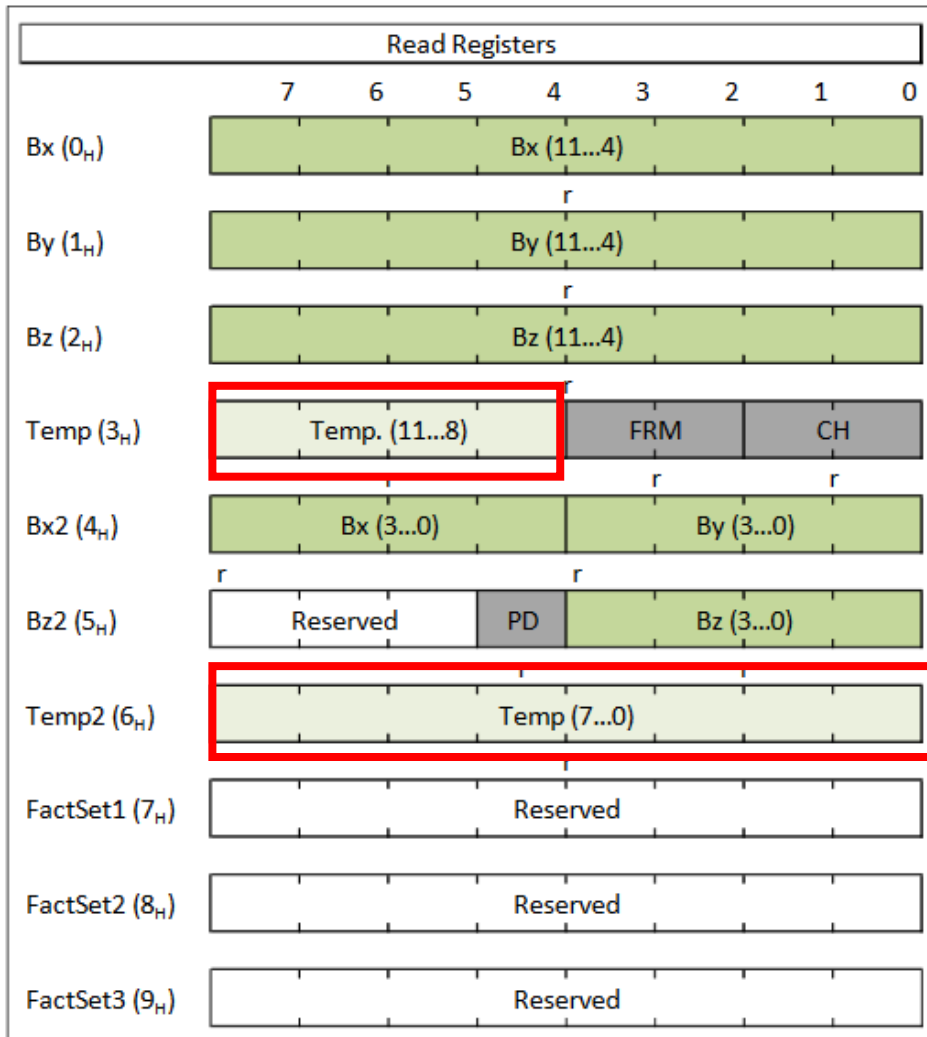 Read Registers
7 6 5 4 3 2 1 0
Bx (0H) Bx (11...4)
r
By (1H) By (11...4)
r
Bz (2H) Bz (11...4)
r
Temp (3H) Temp. (11...8) FRM CH
r r
Bx2 (4H) Bx (3...0) By (3...0)
r r
Bz2 (5H) Reserved PD Bz (3...0)
Temp2 (6H) Temp (7...0)
r
FactSet1 (7H) Reserved
FactSet2 (8H) Reserved
FactSet3 (9H) Reserved